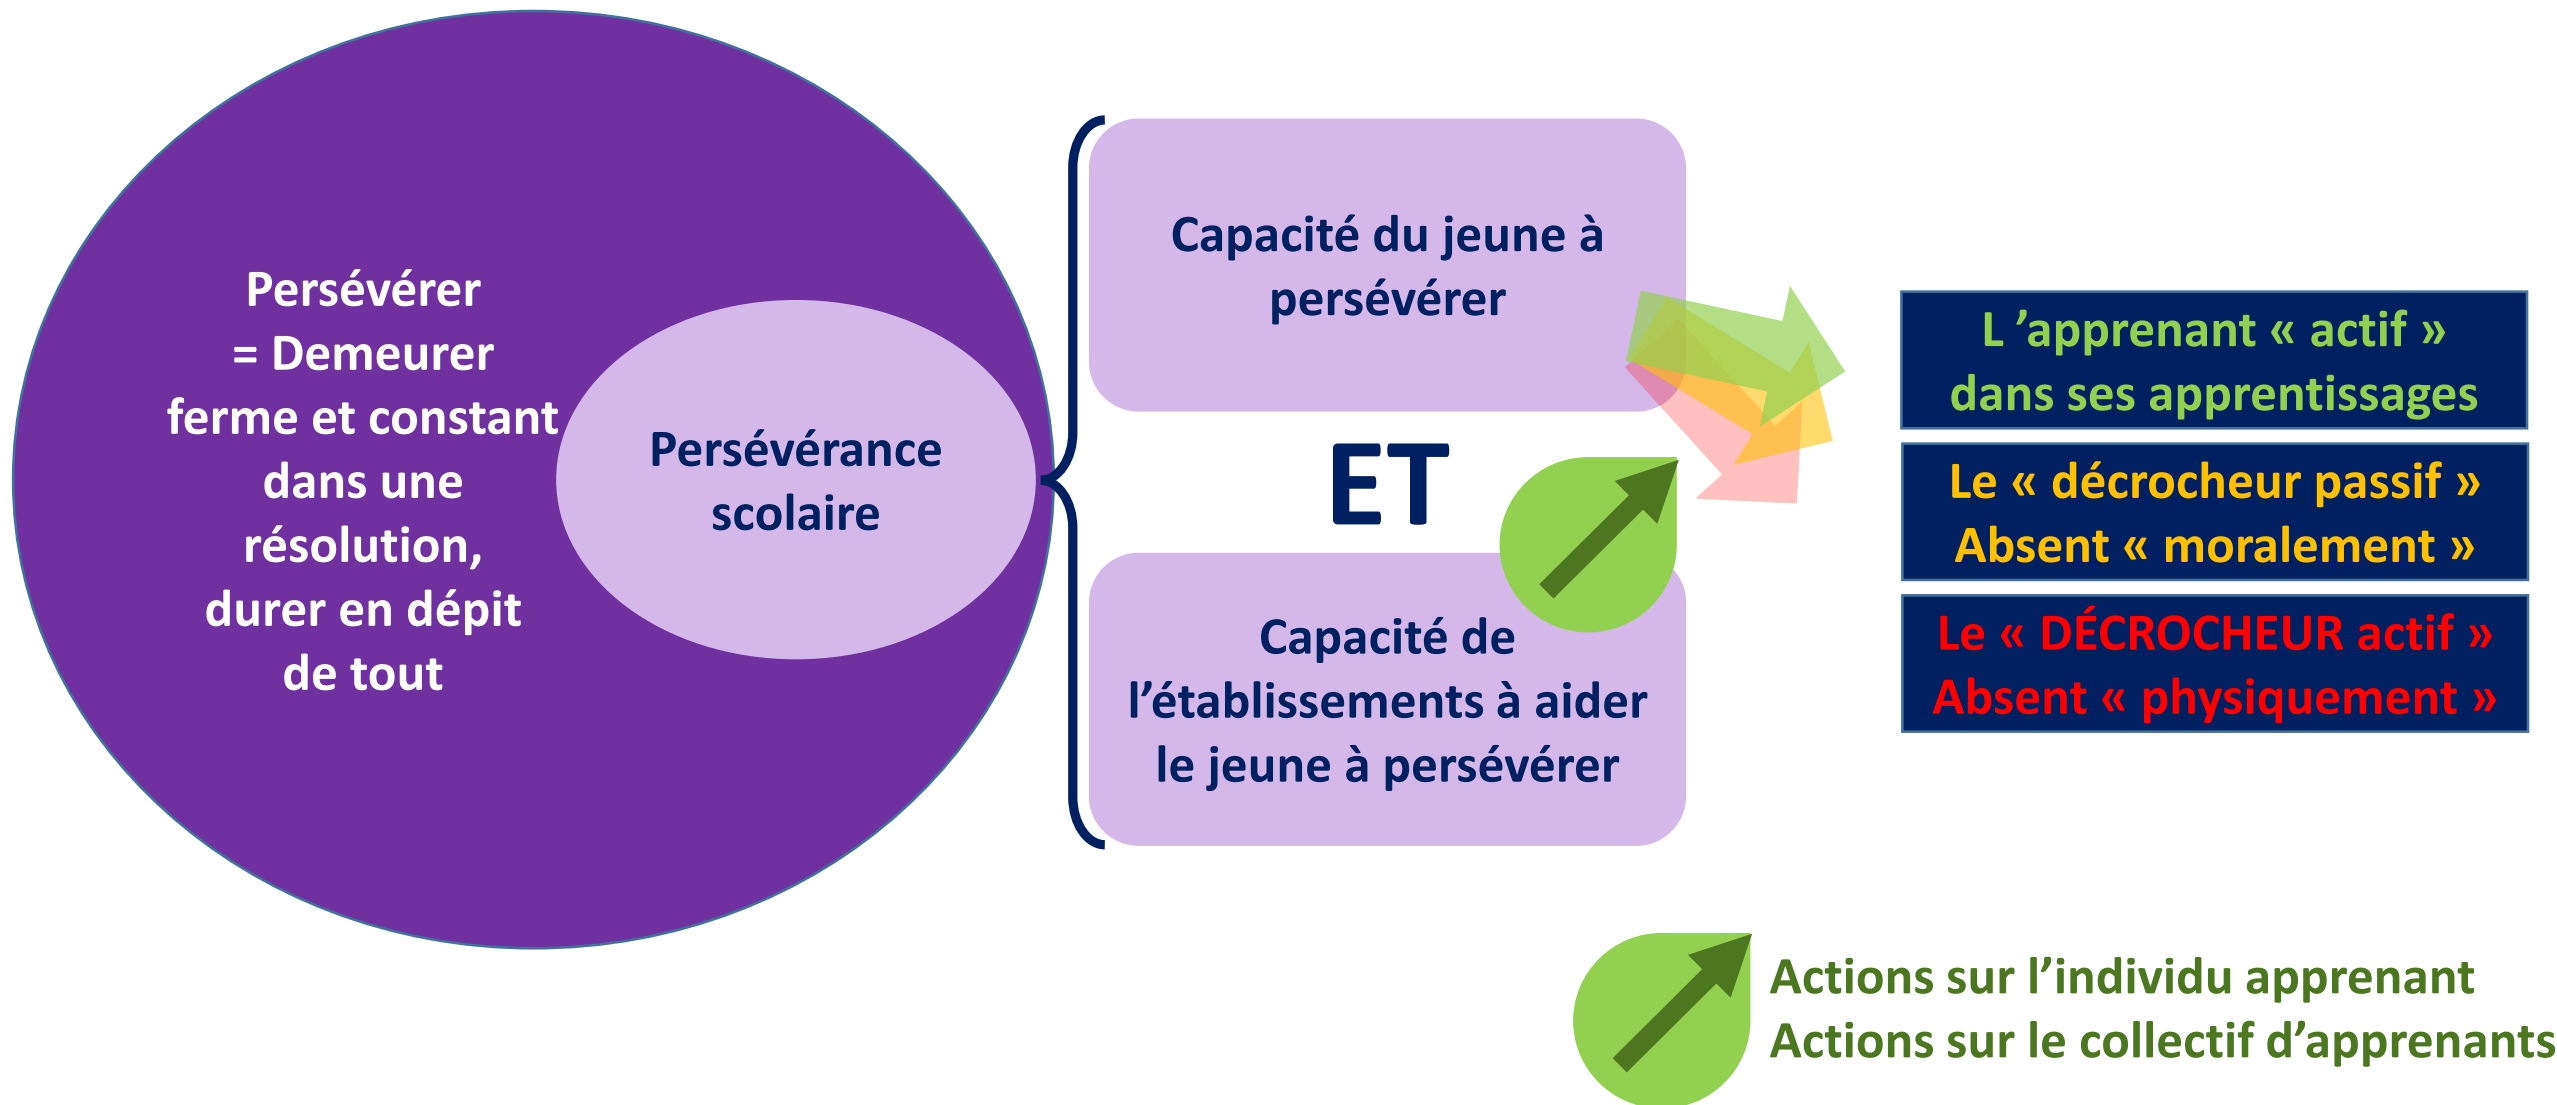 Persévérer
= Demeurer
ferme et constant
dans une
résolution,
durer en dépit
de tout
Persévérance
scolaire
Capacité du jeune à
persévérer
ET
Capacité de
l’établissements à aider
le jeune à persévérer
L ’apprenant « actif »
dans ses apprentissages
Le « décrocheur passif »
Absent « moralement »
Le « DÉCROCHEUR actif »
Absent « physiquement »
Actions sur l’individu apprenant
Actions sur le collectif d’apprenants